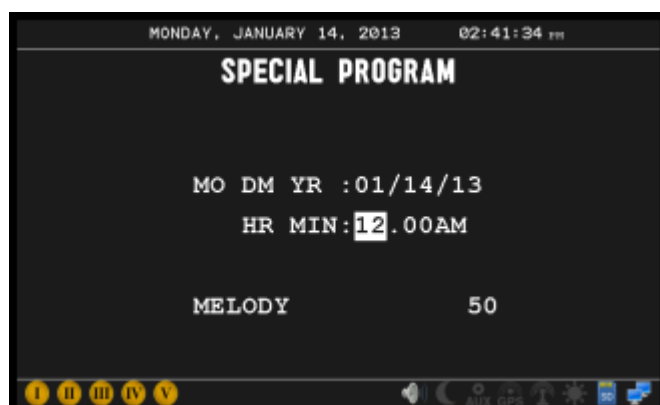 MONDAY, JANUARY 14, 2013 02:41:34 PM
SPECIAL PROGRAM
MO DM YR :01/14/13
HR MIN:12.00AM
MELODY 50
I II III IV V AUX GPS SD